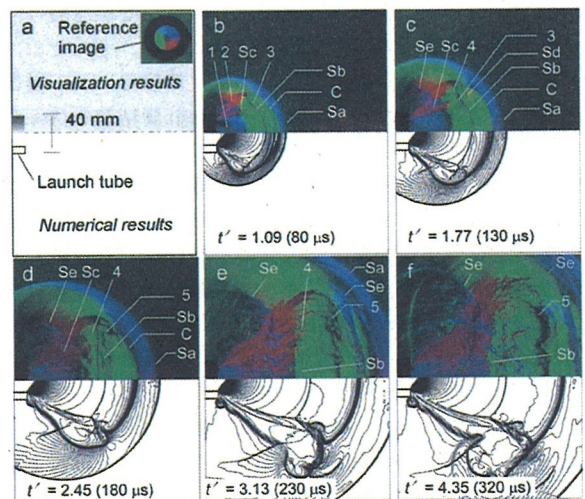 a
Reference
image
Visualization results
40 mm
Launch tube
Numerical results
b
1 2 Sc 3
Sb
C
Sa
t' = 1.09 (80 μs)
c
Se Sc 4
3
Sd
Sb
C
Sa
t' = 1.77 (130 μs)
d
Se Sc 4
5
Sb
C
Sa
t' = 2.45 (180 μs)
e
Se 4
Sa
Se
5
Sb
t' = 3.13 (230 μs)
f
Se
5
Sb
t' = 4.35 (320 μs)